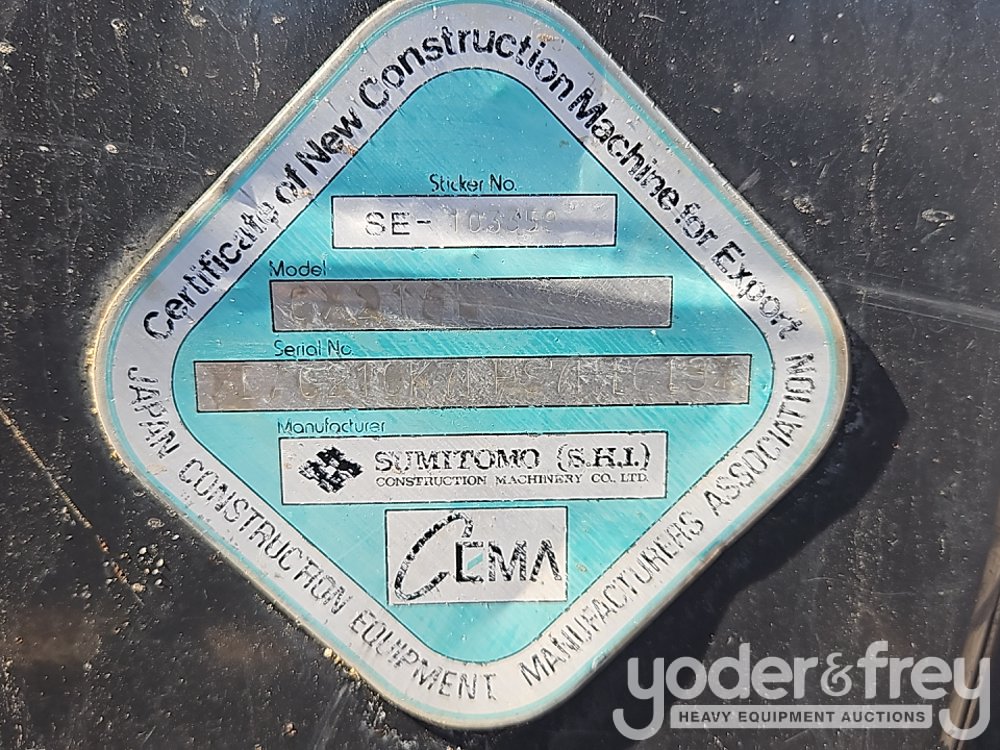 Certificate of New Construction Machine for Export
Sticker No.
SE-
Model
Serial No.
Manufacturer
SUMITOMO (S.H.I.)
CONSTRUCTION MACHINERY CO., LTD.
CEMA
JAPAN CONSTRUCTION EQUIPMENT MANUFACTURERS ASSOCIATION
yoder&frey
HEAVY EQUIPMENT AUCTIONS